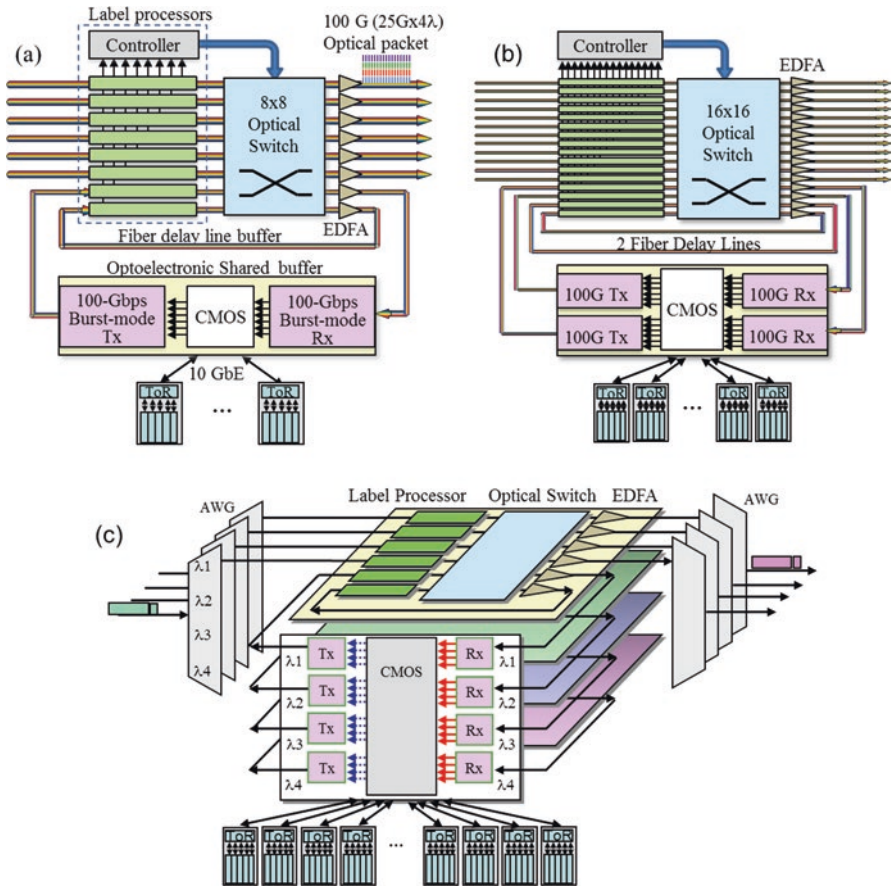 (a)
Label processors
Controller
100 G (25Gx4λ)
Optical packet
8x8
Optical
Switch
EDFA
Fiber delay line buffer
Optoelectronic Shared buffer
100-Gbps
Burst-mode
Tx
CMOS
100-Gbps
Burst-mode
Rx
10 GbE
ToR
...
ToR
(b)
Controller
EDFA
16x16
Optical
Switch
2 Fiber Delay Lines
100G Tx
CMOS
100G Rx
100G Tx
100G Rx
ToR
ToR
...
ToR
ToR
(c)
Label Processor
Optical Switch
EDFA
AWG
AWG
λ1
λ2
λ3
λ4
λ1
Tx
CMOS
Rx
λ1
λ2
Tx
Rx
λ2
λ3
Tx
Rx
λ3
λ4
Tx
Rx
λ4
ToR
ToR
ToR
ToR
...
ToR
ToR
ToR
ToR